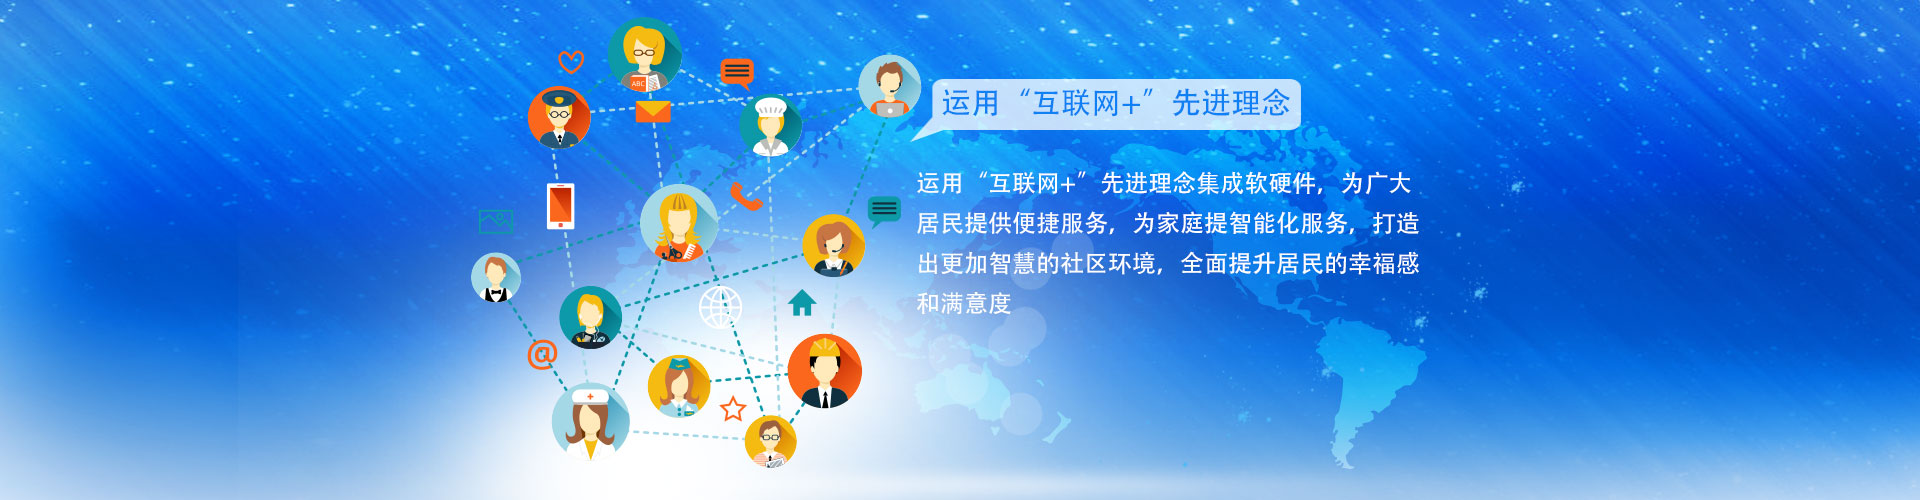 运用“互联网+”先进理念
运用“互联网+”先进理念集成软硬件，为广大
居民提供便捷服务，为家庭提智能化服务，打造
出更加智慧的社区环境，全面提升居民的幸福感
和满意度
ABC
@